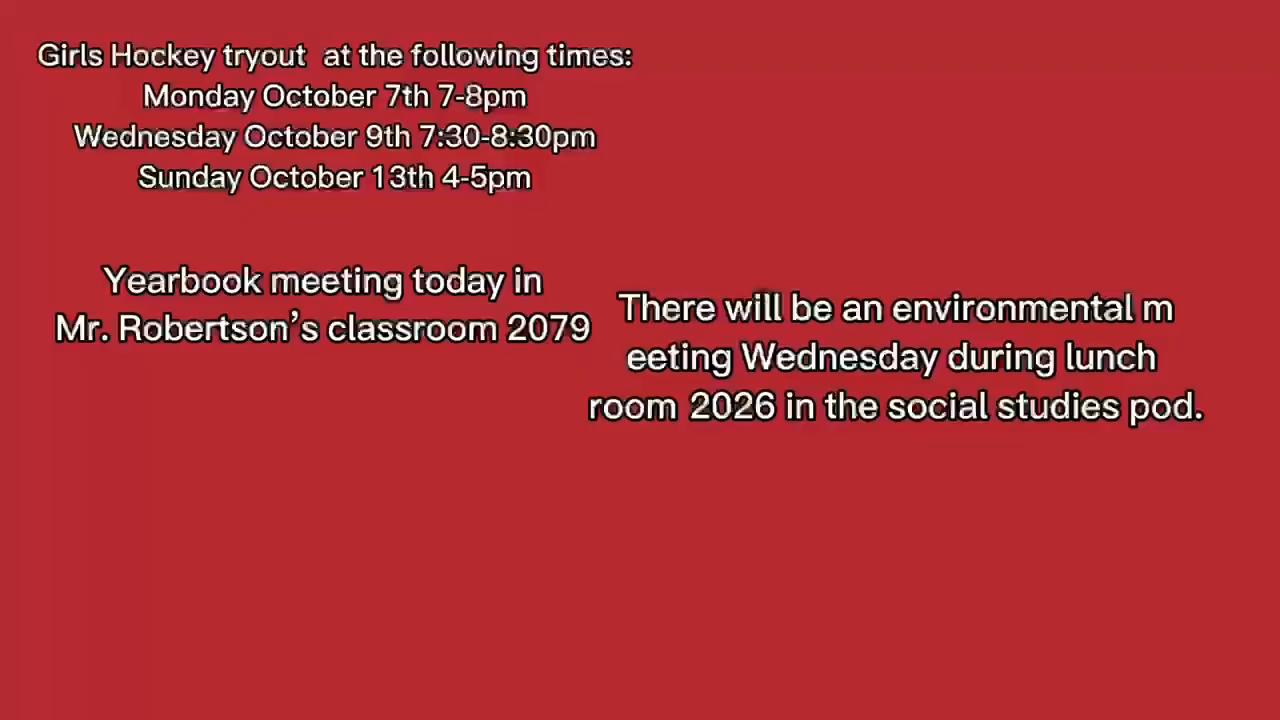 Girls Hockey tryout  at the following times:
Monday October 7th 7-8pm
Wednesday October 9th 7:30-8:30pm
Sunday October 13th 4-5pm
Yearbook meeting today in
Mr. Robertson’s classroom 2079
There will be an environmental m
eeting Wednesday during lunch
room 2026 in the social studies pod.